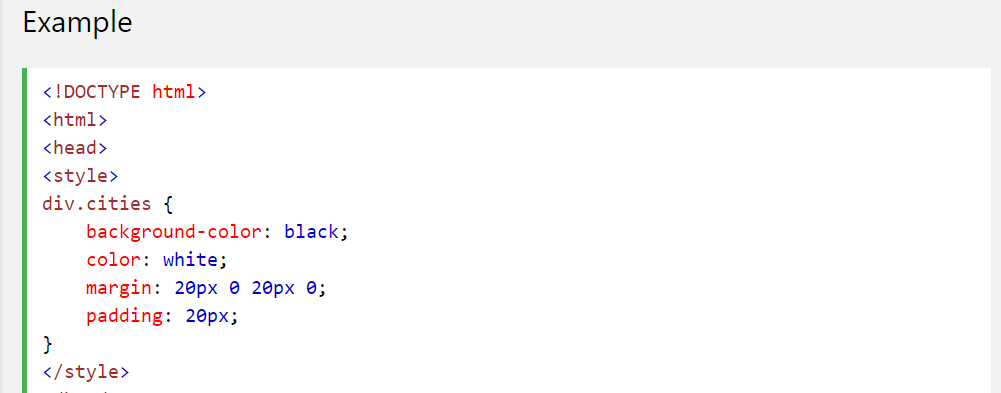 Example
<!DOCTYPE html>
<html>
<head>
<style>
div.cities {
    background-color: black;
    color: white;
    margin: 20px 0 20px 0;
    padding: 20px;
}
</style>